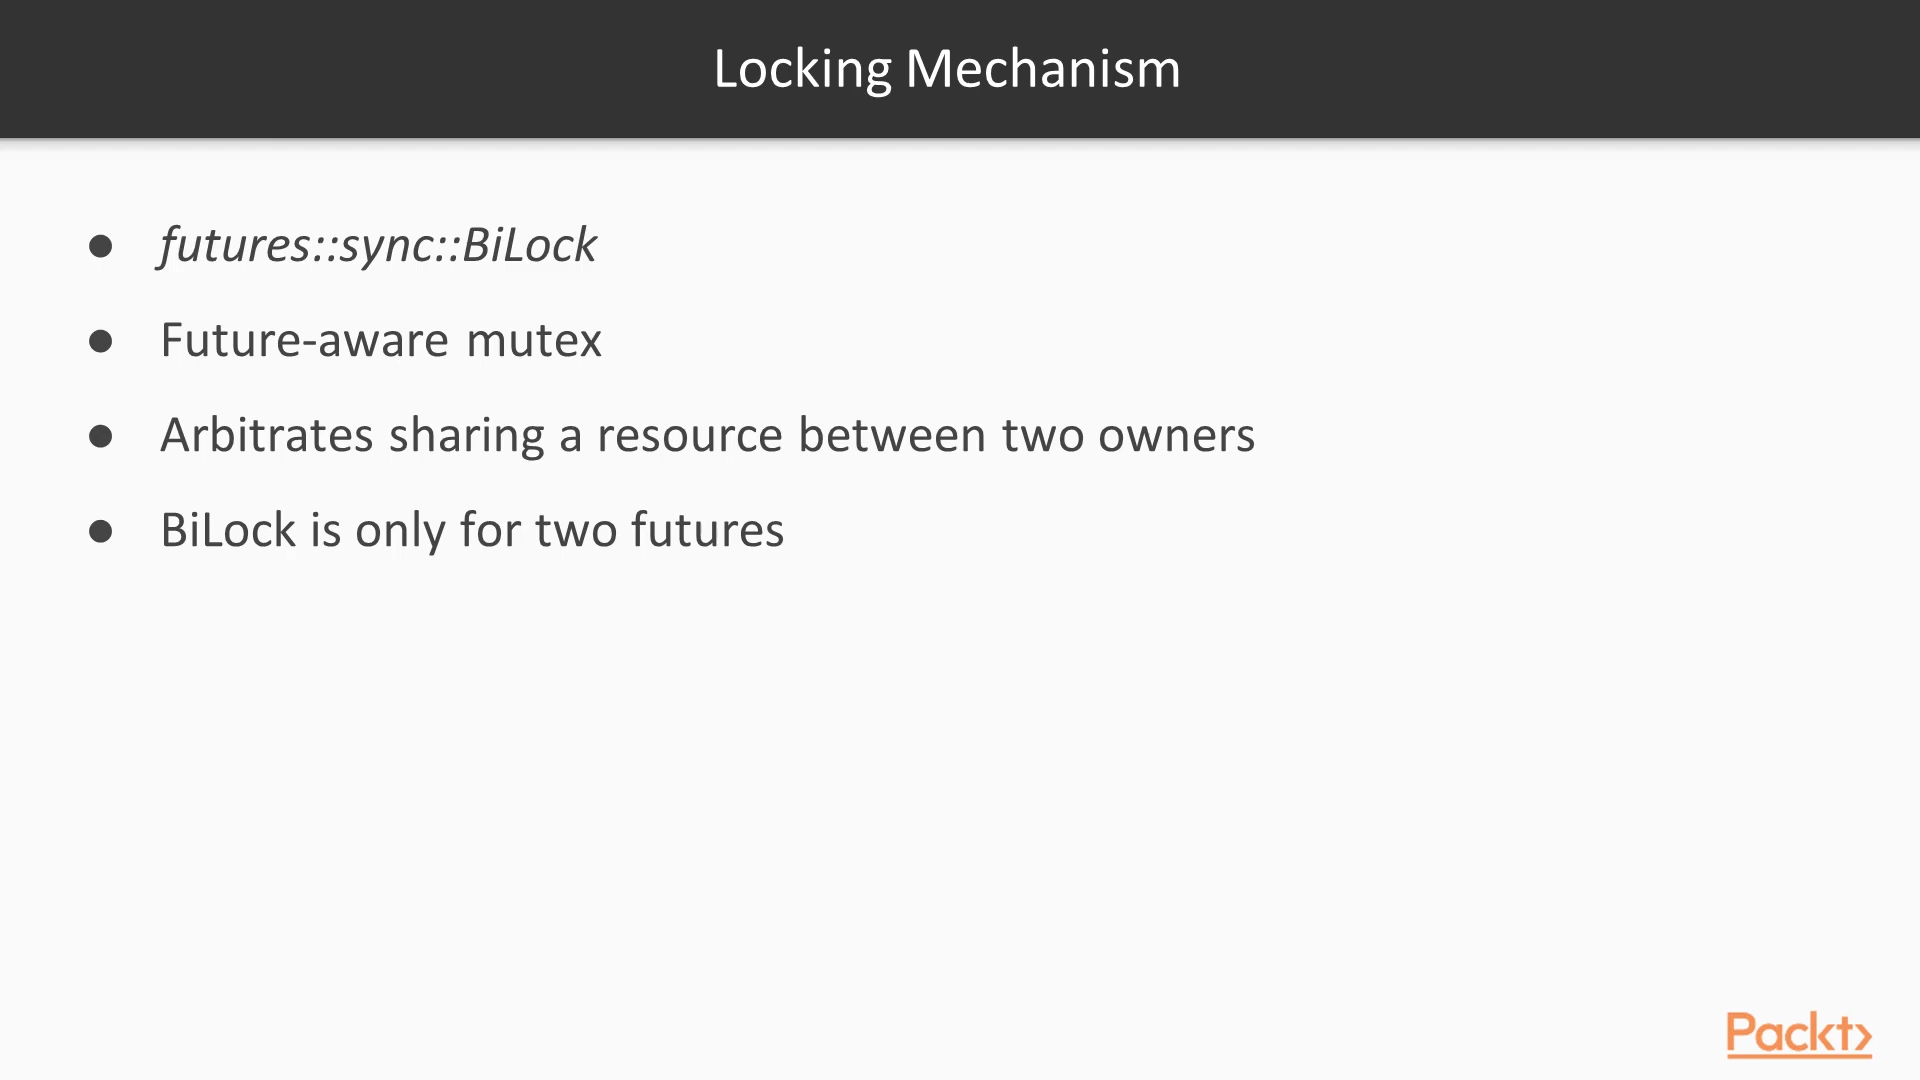 Locking Mechanism
● futures::sync::BiLock
● Future-aware mutex
● Arbitrates sharing a resource between two owners
● BiLock is only for two futures
Packt>